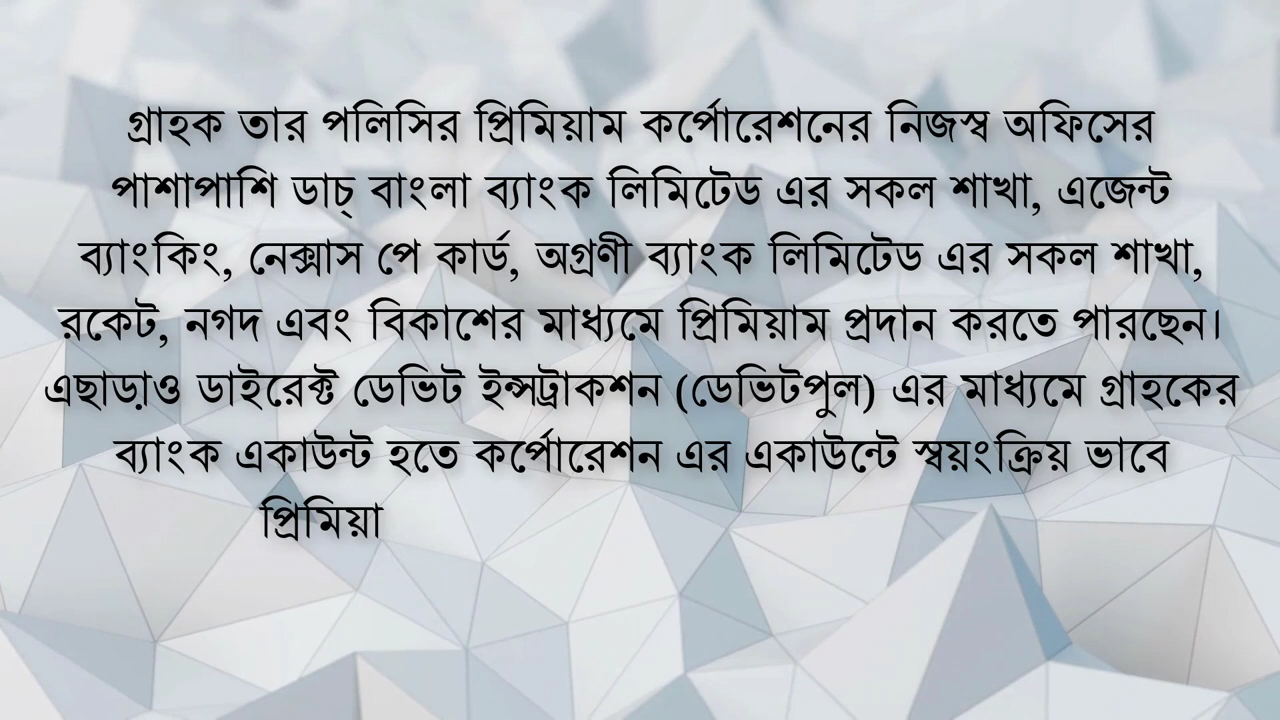 গ্রাহক তার পলিসির প্রিমিয়াম কর্পোরেশনের নিজস্ব অফিসের
পাশাপাশি ডাচ্ বাংলা ব্যাংক লিমিটেড এর সকল শাখা, এজেন্ট
ব্যাংকিং, নেক্সাস পে কার্ড, অগ্রণী ব্যাংক লিমিটেড এর সকল শাখা,
রকেট, নগদ এবং বিকাশের মাধ্যমে প্রিমিয়াম প্রদান করতে পারছেন।
এছাড়াও ডাইরেক্ট ডেভিট ইন্সট্রাকশন (ডেভিটপুল) এর মাধ্যমে গ্রাহকের
ব্যাংক একাউন্ট হতে কর্পোরেশন এর একাউন্টে স্বয়ংক্রিয় ভাবে
প্রিমিয়া